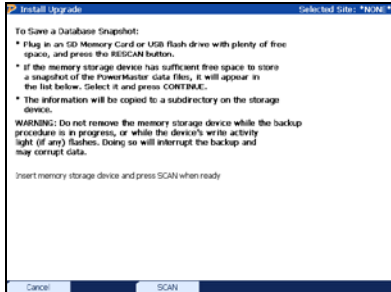 Install Upgrade
Selected Site: *NONE*
To Save a Database Snapshot:
* Plug in an SD Memory Card or USB flash drive with plenty of free
space, and press the RESCAN button.
* If the memory storage device has sufficient free space to store
a snapshot of the PowerMaster data files, it will appear in
the list below. Select it and press CONTINUE.
* The information will be copied to a subdirectory on the storage
device.
WARNING: Do not remove the memory storage device while the backup
procedure is in progress, or while the device's write activity
light (if any) flashes. Doing so will interrupt the backup and
may corrupt data.
Insert memory storage device and press SCAN when ready
Cancel
SCAN